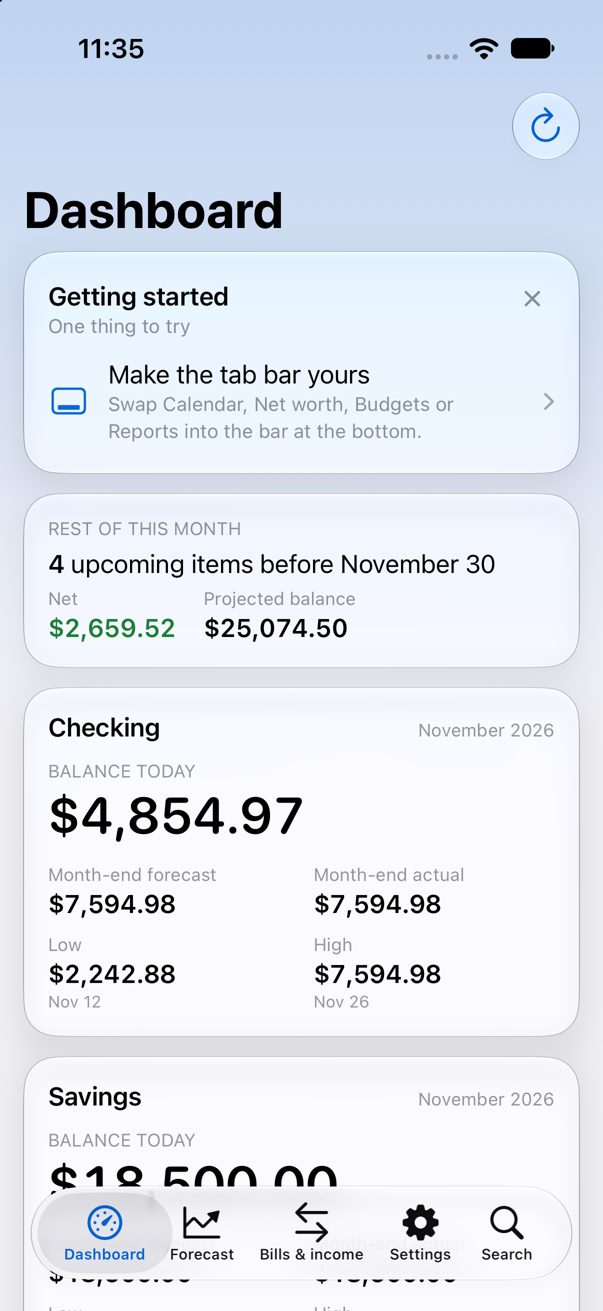 11:35
Dashboard
Getting started
One thing to try
Make the tab bar yours
Swap Calendar, Net worth, Budgets or
Reports into the bar at the bottom.
REST OF THIS MONTH
4 upcoming items before November 30
Net
Projected balance
$2,659.52
$25,074.50
Checking
November 2026
BALANCE TODAY
$4,854.97
Month-end forecast
Month-end actual
$7,594.98
$7,594.98
Low
High
$2,242.88
$7,594.98
Nov 12
Nov 26
Savings
November 2026
BALANCE TODAY
$18,500.00
Dashboard
Forecast
Bills & income
Settings
Search